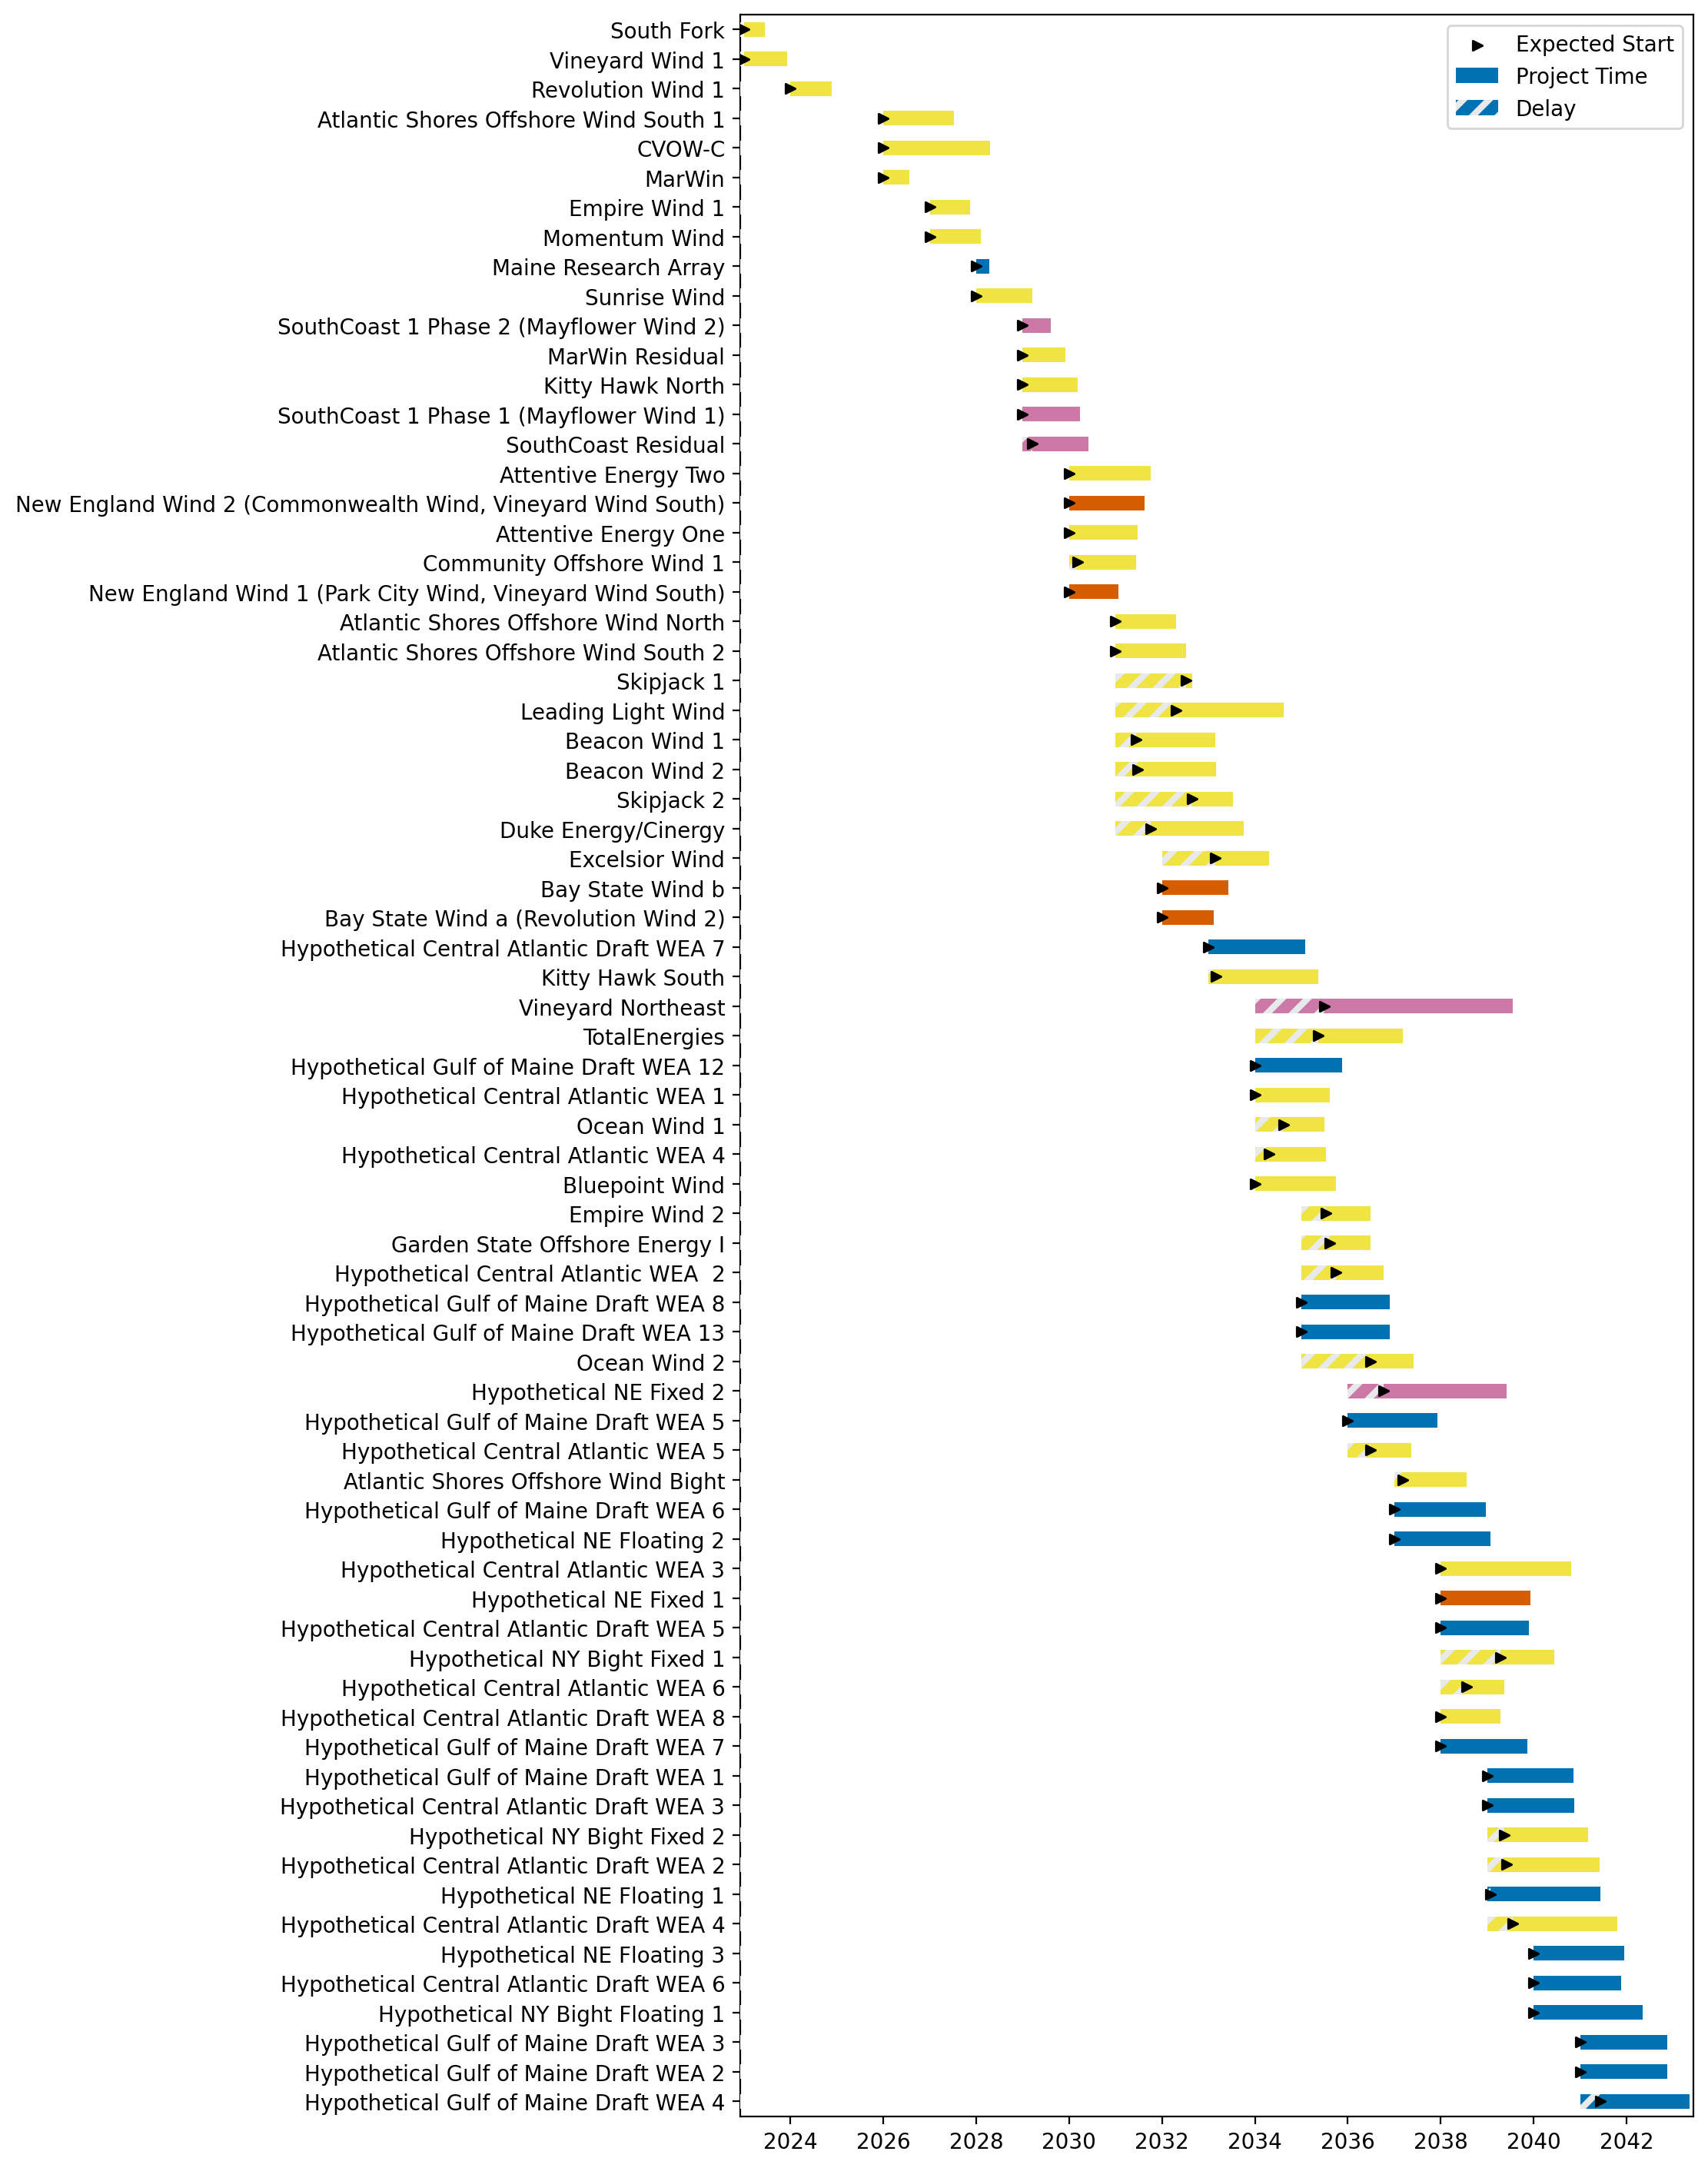 South Fork
Vineyard Wind 1
Revolution Wind 1
Atlantic Shores Offshore Wind South 1
CVOW-C
MarWin
Empire Wind 1
Momentum Wind
Maine Research Array
Sunrise Wind
SouthCoast 1 Phase 2 (Mayflower Wind 2)
MarWin Residual
Kitty Hawk North
SouthCoast 1 Phase 1 (Mayflower Wind 1)
SouthCoast Residual
Attentive Energy Two
New England Wind 2 (Commonwealth Wind, Vineyard Wind South)
Attentive Energy One
Community Offshore Wind 1
New England Wind 1 (Park City Wind, Vineyard Wind South)
Atlantic Shores Offshore Wind North
Atlantic Shores Offshore Wind South 2
Skipjack 1
Leading Light Wind
Beacon Wind 1
Beacon Wind 2
Skipjack 2
Duke Energy/Cinergy
Excelsior Wind
Bay State Wind b
Bay State Wind a (Revolution Wind 2)
Hypothetical Central Atlantic Draft WEA 7
Kitty Hawk South
Vineyard Northeast
TotalEnergies
Hypothetical Gulf of Maine Draft WEA 12
Hypothetical Central Atlantic WEA 1
Ocean Wind 1
Hypothetical Central Atlantic WEA 4
Bluepoint Wind
Empire Wind 2
Garden State Offshore Energy I
Hypothetical Central Atlantic WEA  2
Hypothetical Gulf of Maine Draft WEA 8
Hypothetical Gulf of Maine Draft WEA 13
Ocean Wind 2
Hypothetical NE Fixed 2
Hypothetical Gulf of Maine Draft WEA 5
Hypothetical Central Atlantic WEA 5
Atlantic Shores Offshore Wind Bight
Hypothetical Gulf of Maine Draft WEA 6
Hypothetical NE Floating 2
Hypothetical Central Atlantic WEA 3
Hypothetical NE Fixed 1
Hypothetical Central Atlantic Draft WEA 5
Hypothetical NY Bight Fixed 1
Hypothetical Central Atlantic WEA 6
Hypothetical Central Atlantic Draft WEA 8
Hypothetical Gulf of Maine Draft WEA 7
Hypothetical Gulf of Maine Draft WEA 1
Hypothetical Central Atlantic Draft WEA 3
Hypothetical NY Bight Fixed 2
Hypothetical Central Atlantic Draft WEA 2
Hypothetical NE Floating 1
Hypothetical Central Atlantic Draft WEA 4
Hypothetical NE Floating 3
Hypothetical Central Atlantic Draft WEA 6
Hypothetical NY Bight Floating 1
Hypothetical Gulf of Maine Draft WEA 3
Hypothetical Gulf of Maine Draft WEA 2
Hypothetical Gulf of Maine Draft WEA 4
Expected Start
Project Time
Delay
2024 2026 2028 2030 2032 2034 2036 2038 2040 2042